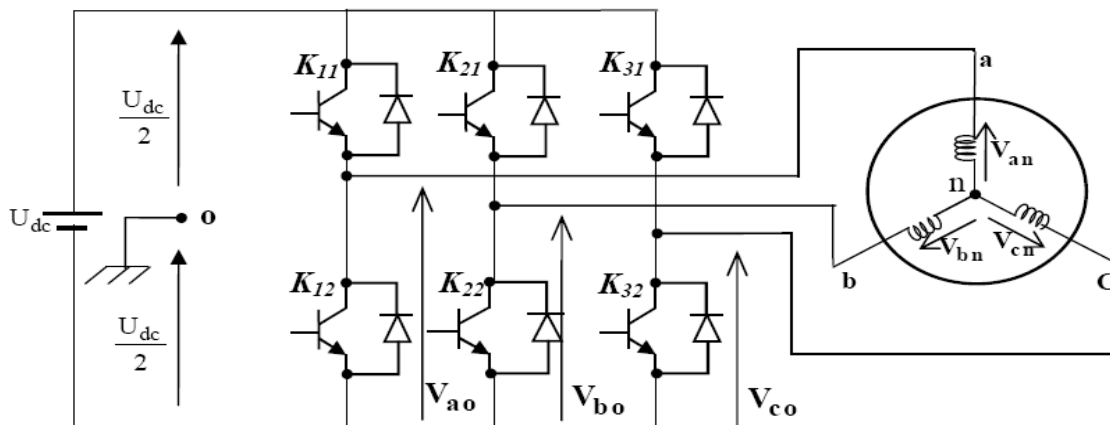 K11
K21
K31
a
Udc
2
Van
n
o
Udc
Vbn
Vcn
b
C
K12
K22
K32
Udc
2
Vao
Vbo
Vco